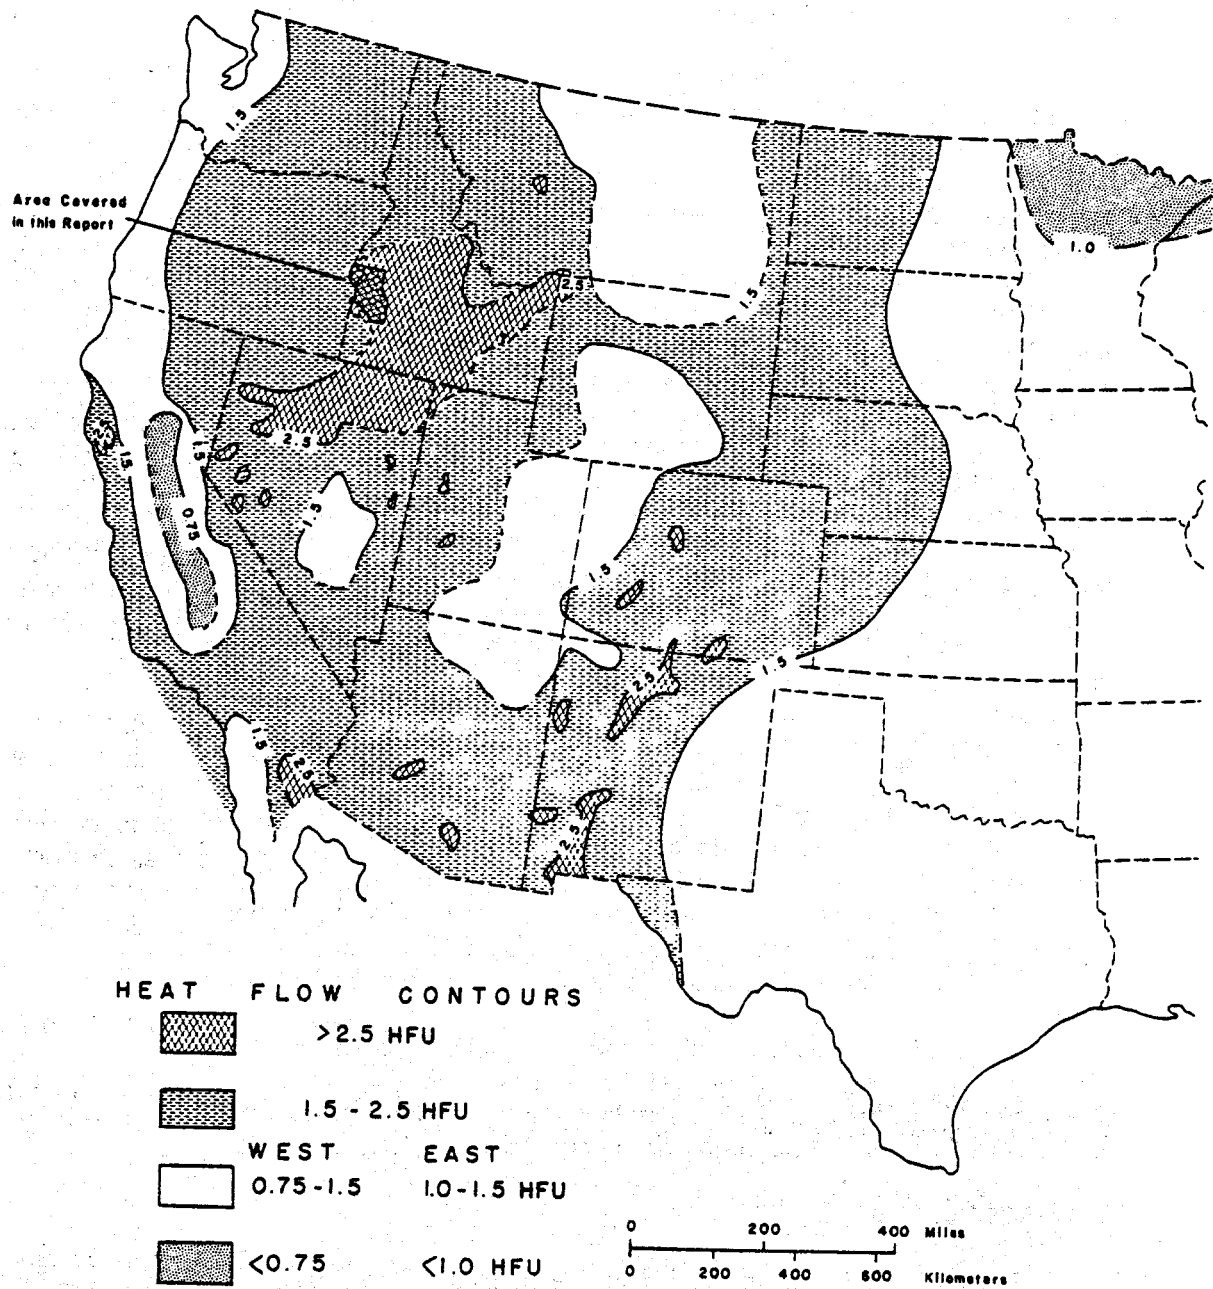 1.5
Area Covered
in this Report
1.0
2.5
1.5
2.5
1.5
1.5
2.5
1.5
0.75
1.5
1.5
2.5
1.5
1.5
2.5
2.5
HEAT FLOW CONTOURS
>2.5 HFU
1.5 - 2.5 HFU
WEST EAST
0.75-1.5 1.0-1.5 HFU
<0.75 <1.0 HFU
0 200 400 Miles
0 200 400 600 Kilometers